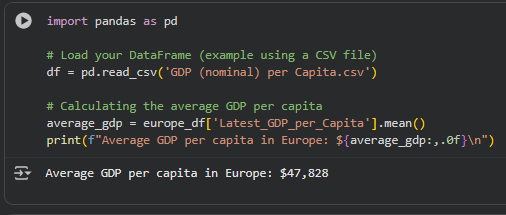 import pandas as pd
# Load your DataFrame (example using a CSV file)
df = pd.read_csv('GDP (nominal) per Capita.csv')
# Calculating the average GDP per capita
average_gdp = europe_df['Latest_GDP_per_Capita'].mean()
print(f"Average GDP per capita in Europe: ${average_gdp:,.0f}\n")
Average GDP per capita in Europe: $47,828